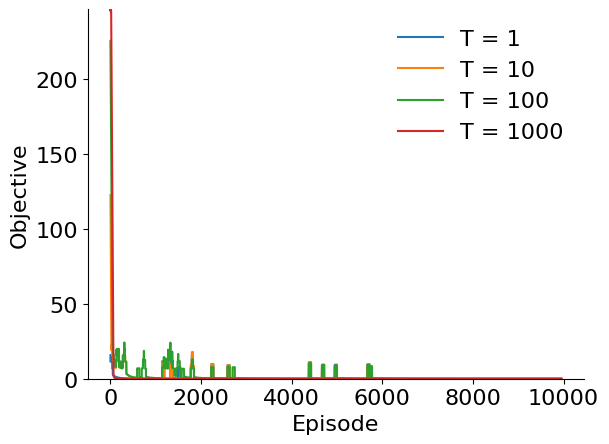 T = 1
T = 10
T = 100
T = 1000
Objective
200
150
100
50
0
0 2000 4000 6000 8000 10000
Episode